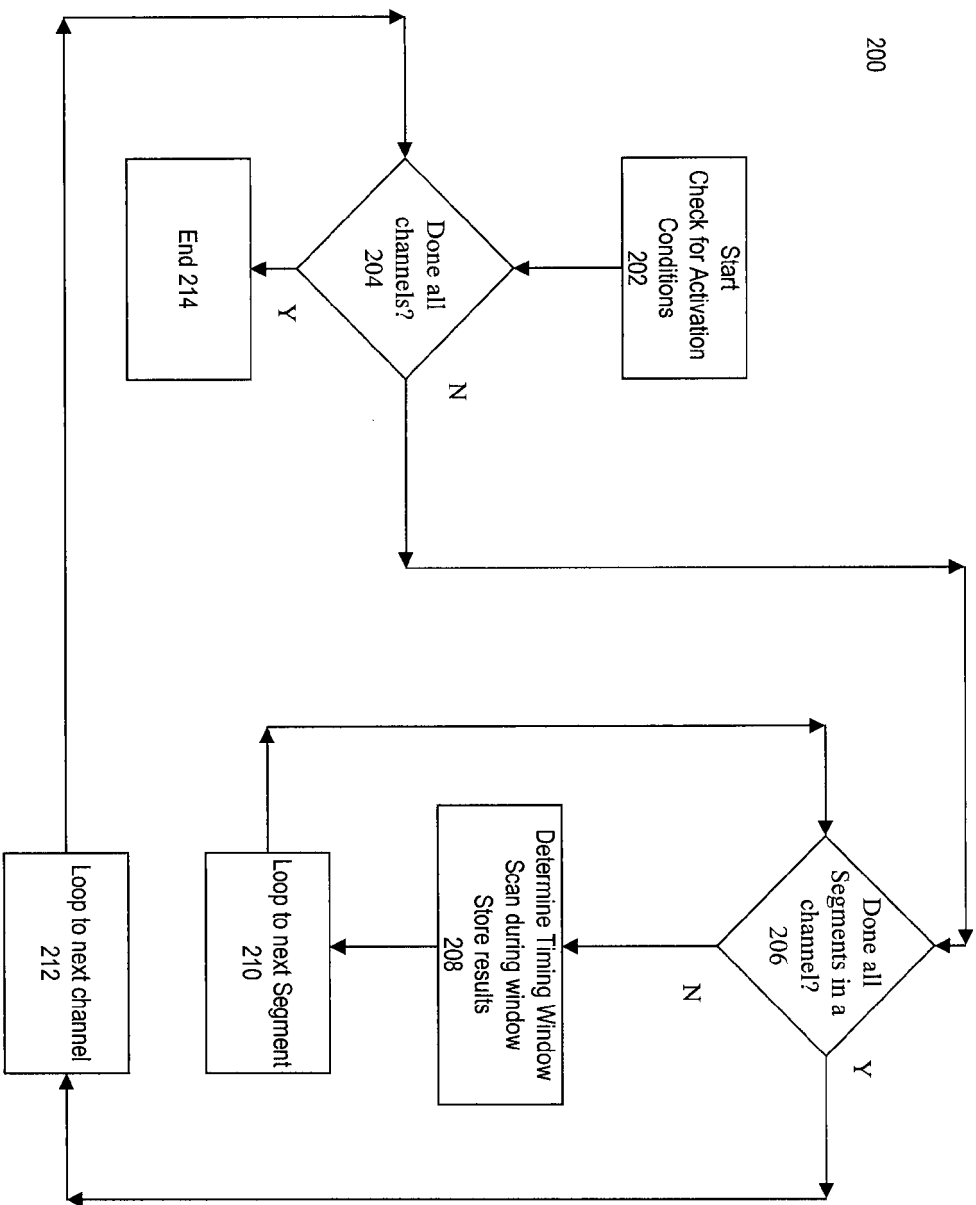 200
Start
Check for Activation
Conditions
202
Done all
channels?
204
Y
N
End 214
Done all
Segments in a
channel?
206
N
Y
Determine Timing Window
Scan during window
Store results
208
Loop to next Segment
210
Loop to next channel
212